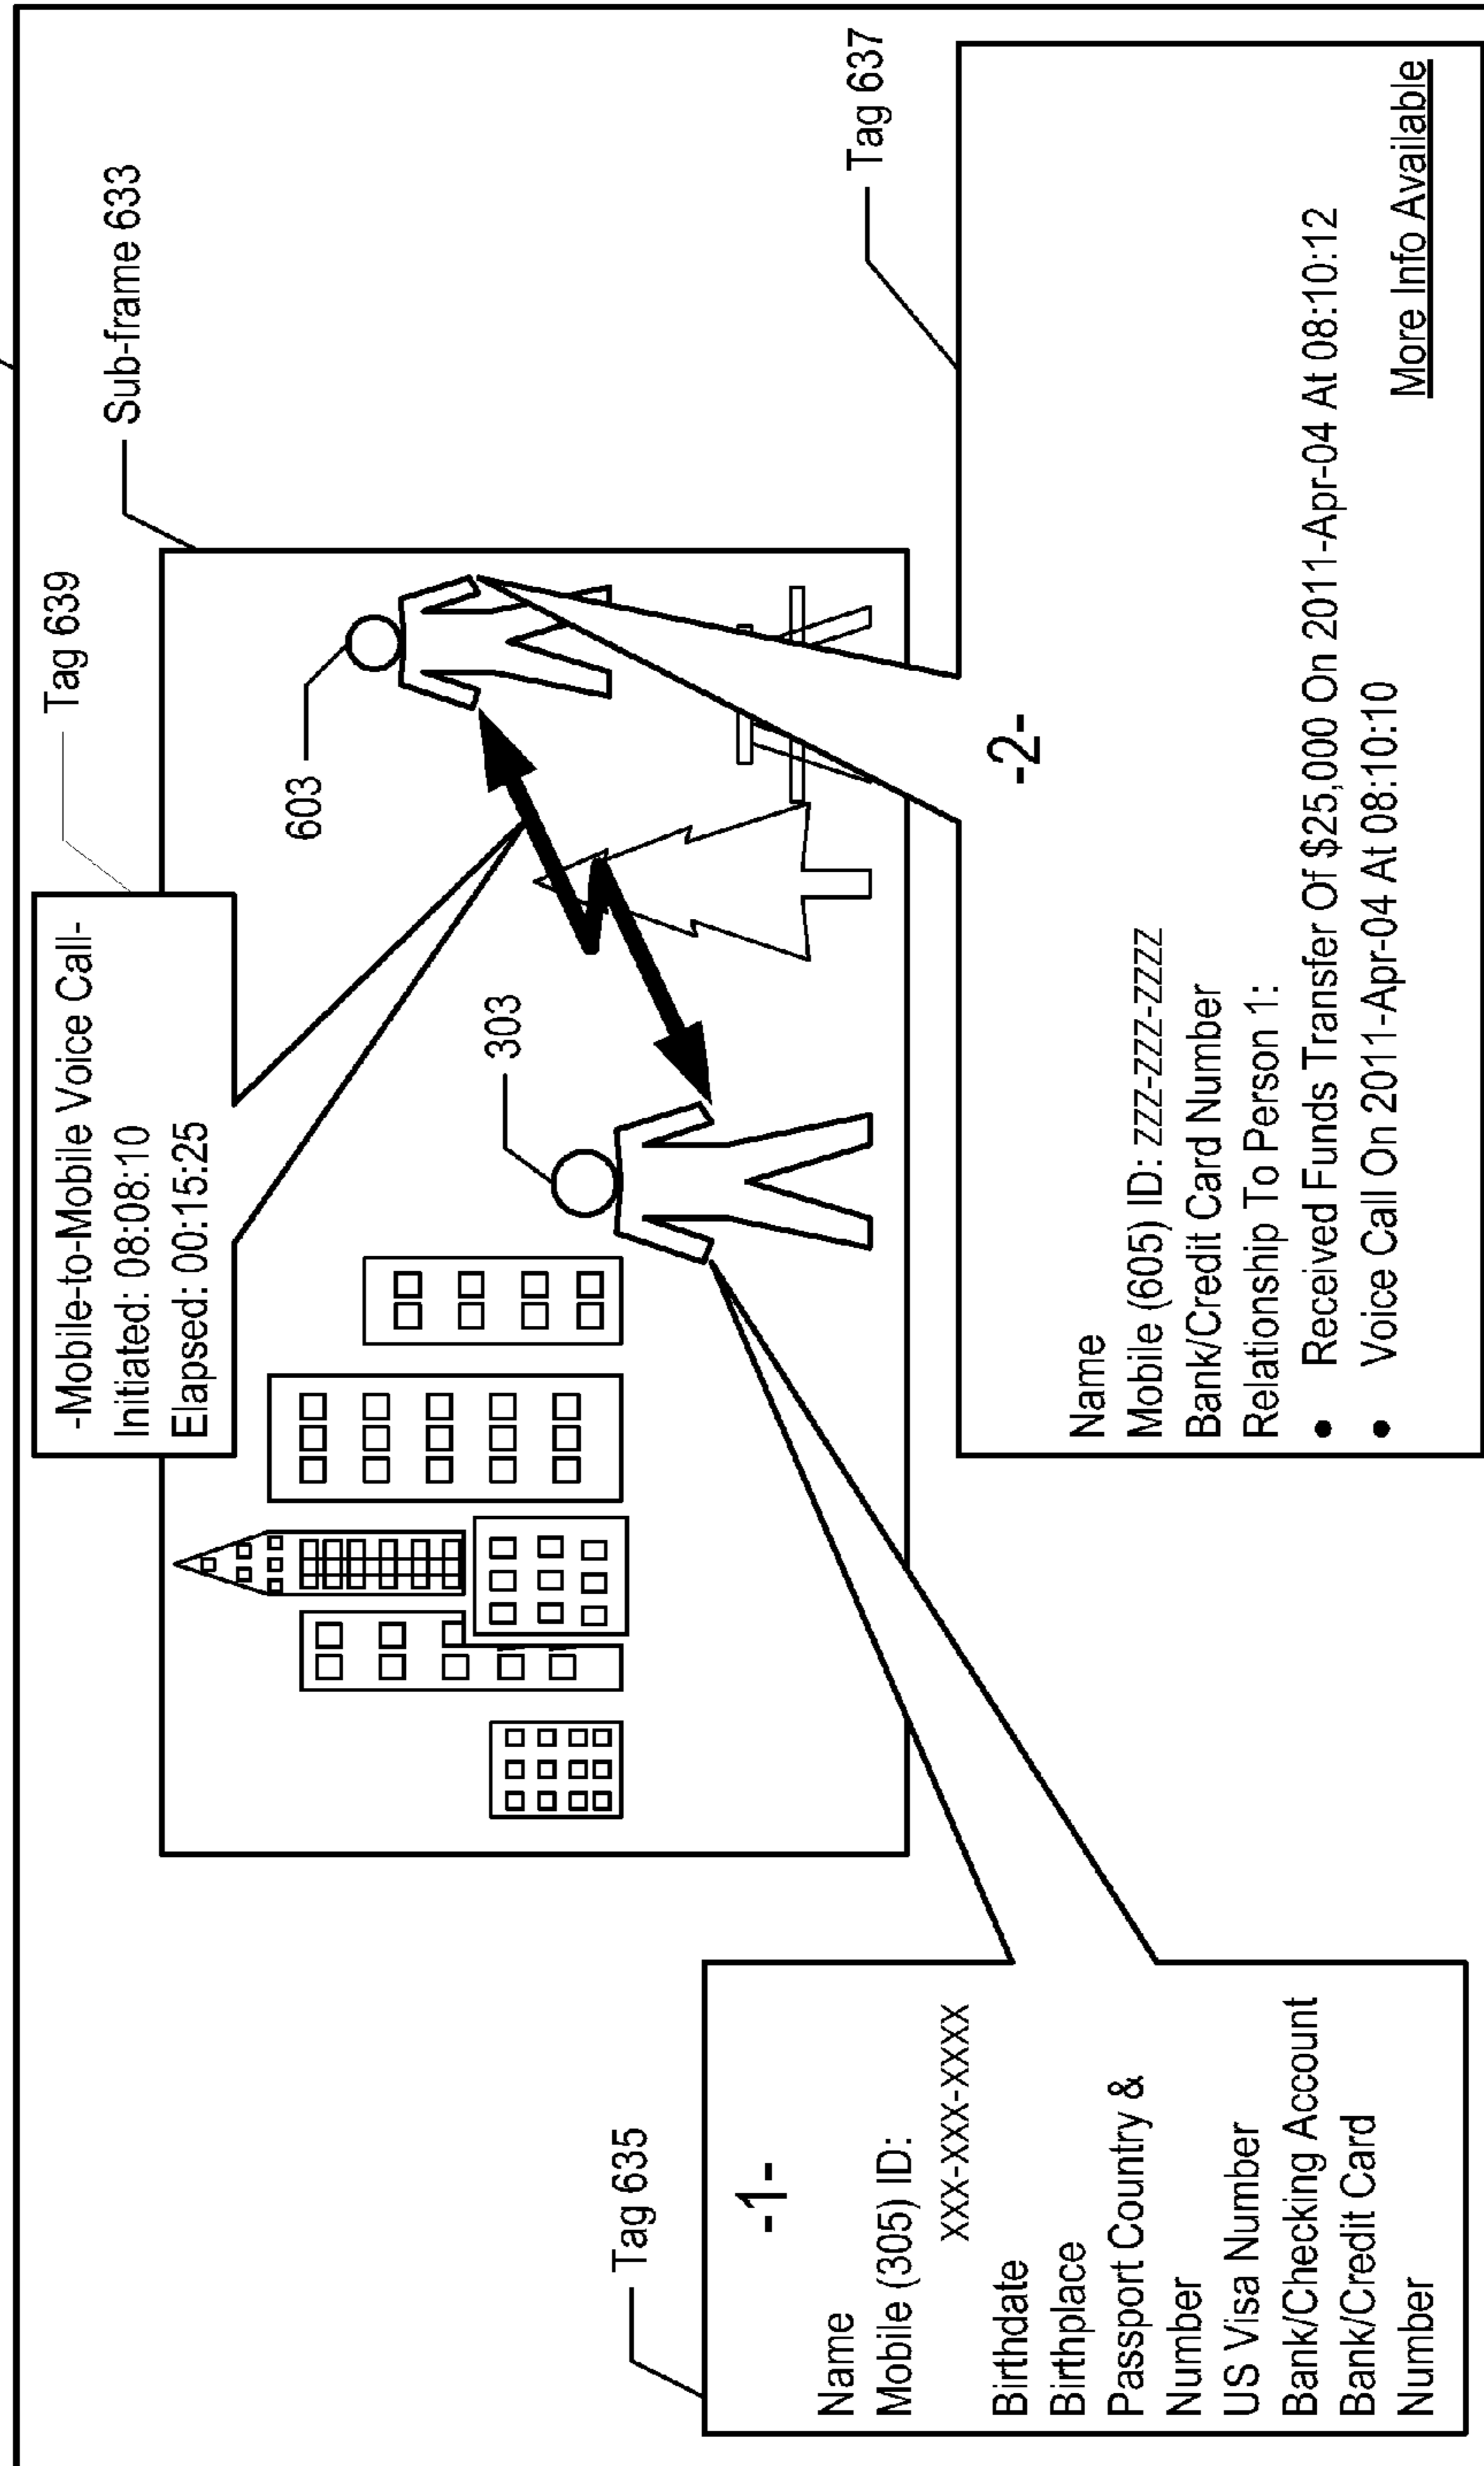 Tag 639
-Mobile-to-Mobile Voice Call-
Initiated: 08:08:10
Elapsed: 00:15:25
Sub-frame 633
603
303
Tag 635
-1-
Name
Mobile (305) ID:
xxx-xxx-xxxx
Birthdate
Birthplace
Passport Country &
Number
US Visa Number
Bank/Checking Account
Bank/Credit Card
Number
Tag 637
-2-
Name
Mobile (605) ID: zzz-zzz-zzzz
Bank/Credit Card Number
Relationship To Person 1:
• Received Funds Transfer Of $25,000 On 2011-Apr-04 At 08:10:12
• Voice Call On 2011-Apr-04 At 08:10:10
More Info Available